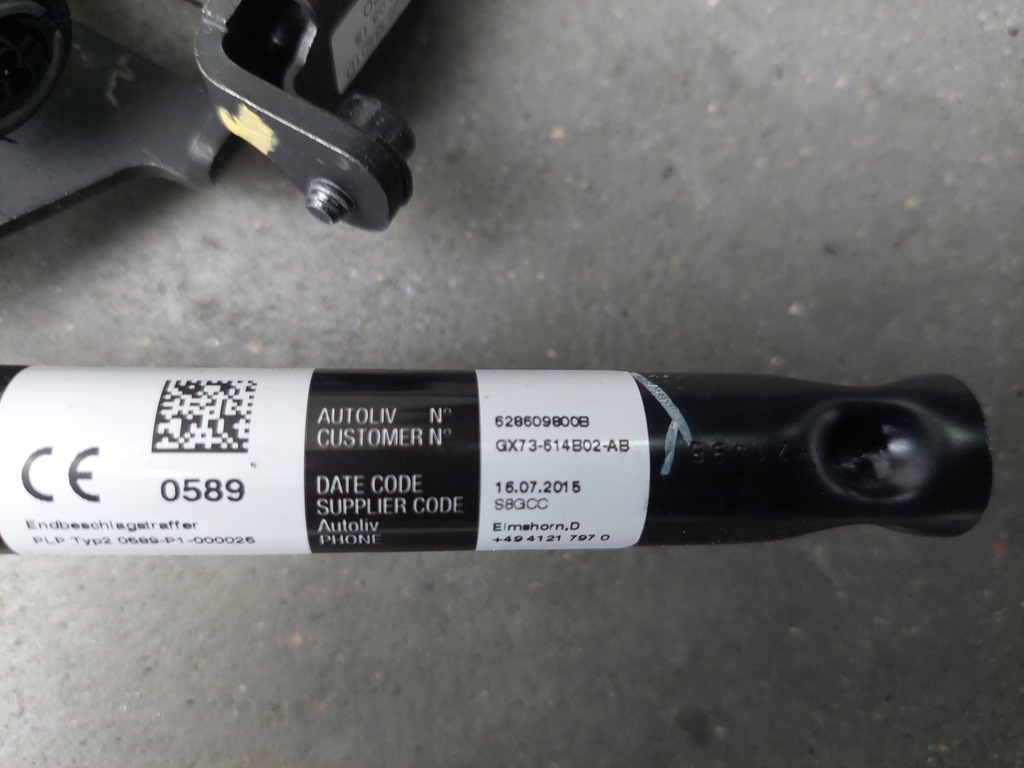 CE
0589
Endbeschlagstraffer
PLP Typ2 0589-P1-000025
AUTOLIV N° 628609800B
CUSTOMER N° GX73-614B02-AB
DATE CODE 16.07.2015
SUPPLIER CODE S8GCC
Autoliv Elmshorn,D
PHONE +49 4121 797 0